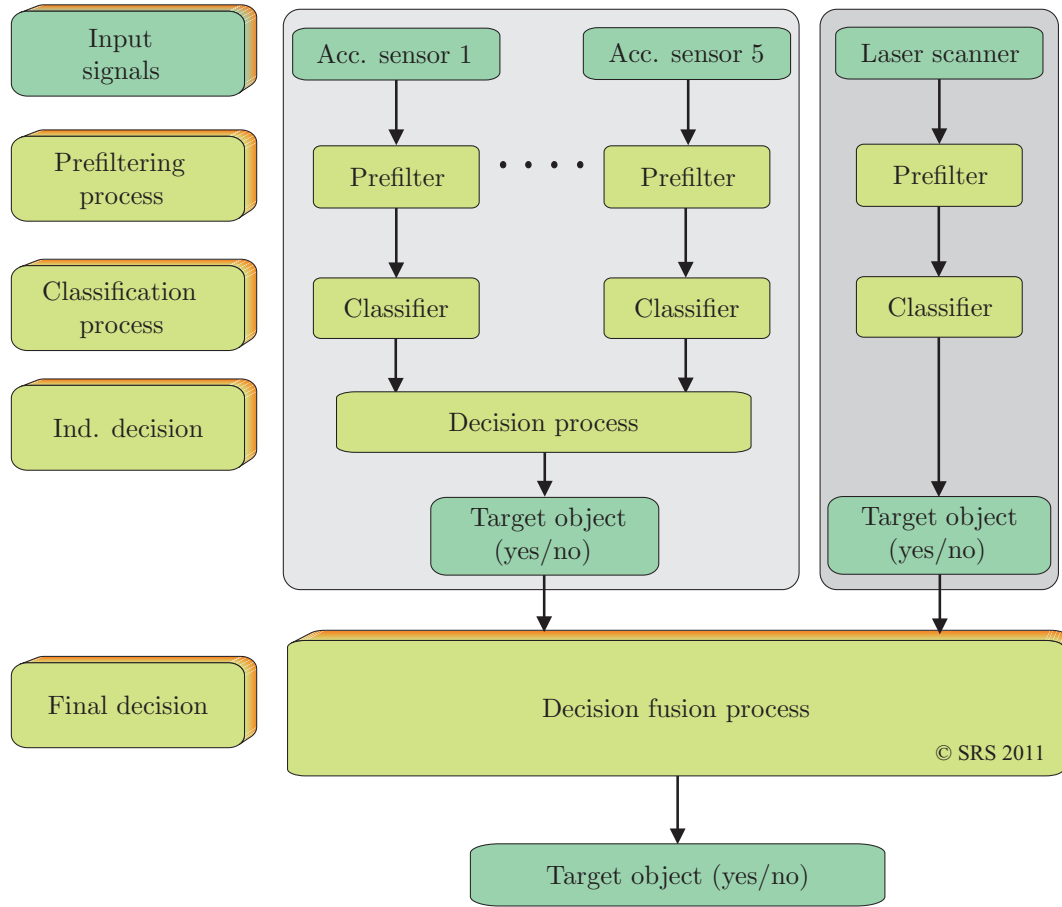 Input
signals
Acc. sensor 1
Acc. sensor 5
Laser scanner
Prefiltering
process
Prefilter
. . . .
Prefilter
Prefilter
Classification
process
Classifier
Classifier
Classifier
Ind. decision
Decision process
Target object
(yes/no)
Target object
(yes/no)
Final decision
Decision fusion process
© SRS 2011
Target object (yes/no)